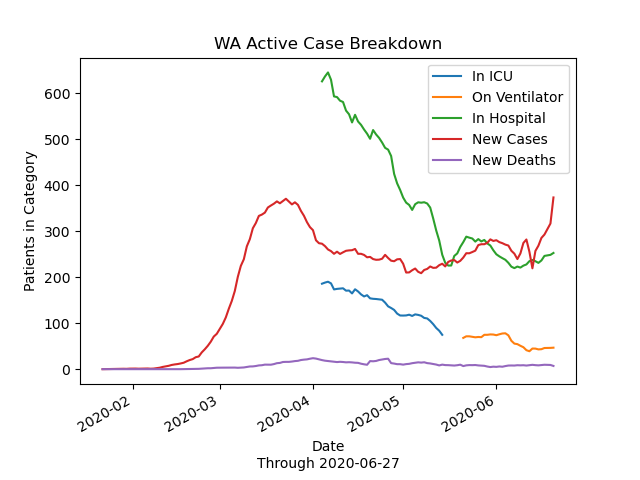 WA Active Case Breakdown
In ICU
On Ventilator
In Hospital
New Cases
New Deaths
Patients in Category
600
500
400
300
200
100
0
2020-02
2020-03
2020-04
2020-05
2020-06
Date
Through 2020-06-27